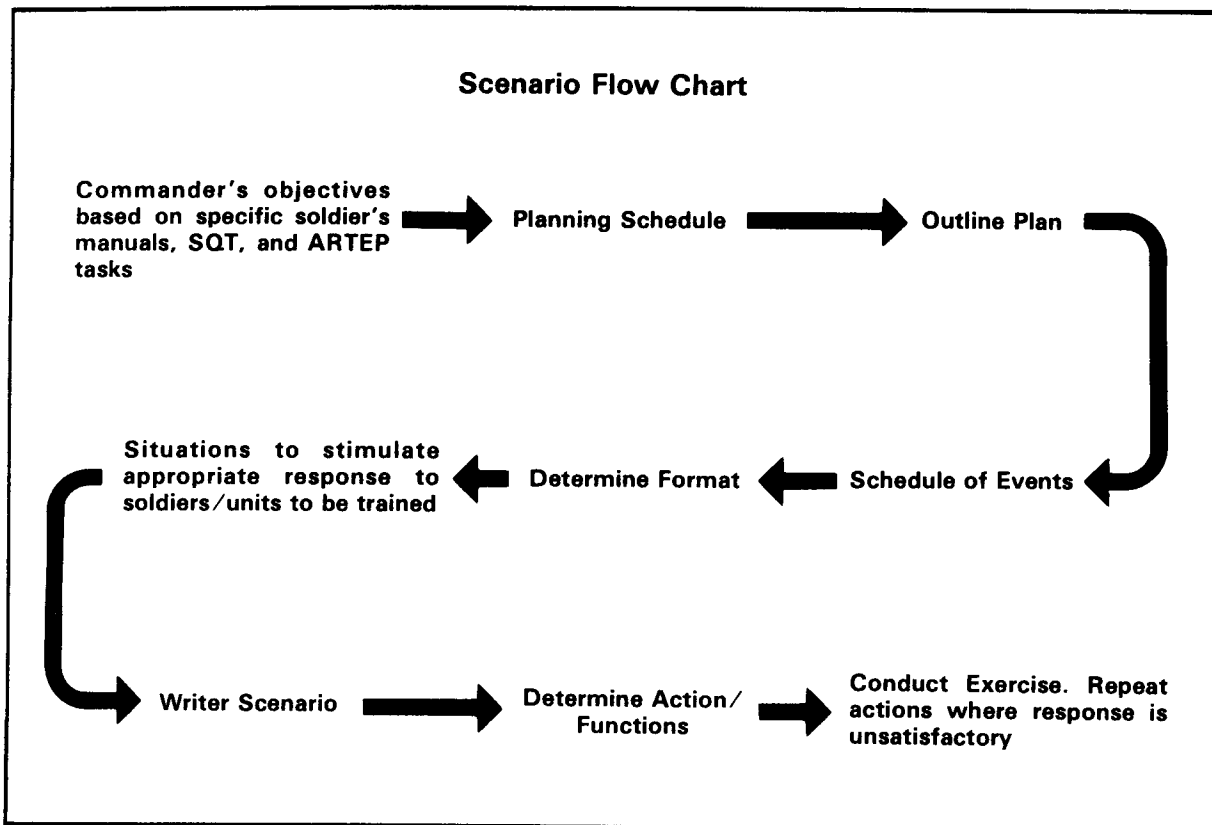 Scenario Flow Chart
Commander's objectives
based on specific soldier's
manuals, SQT, and ARTEP
tasks
Planning Schedule
Outline Plan
Schedule of Events
Determine Format
Situations to stimulate
appropriate response to
soldiers/units to be trained
Writer Scenario
Determine Action/
Functions
Conduct Exercise. Repeat
actions where response is
unsatisfactory